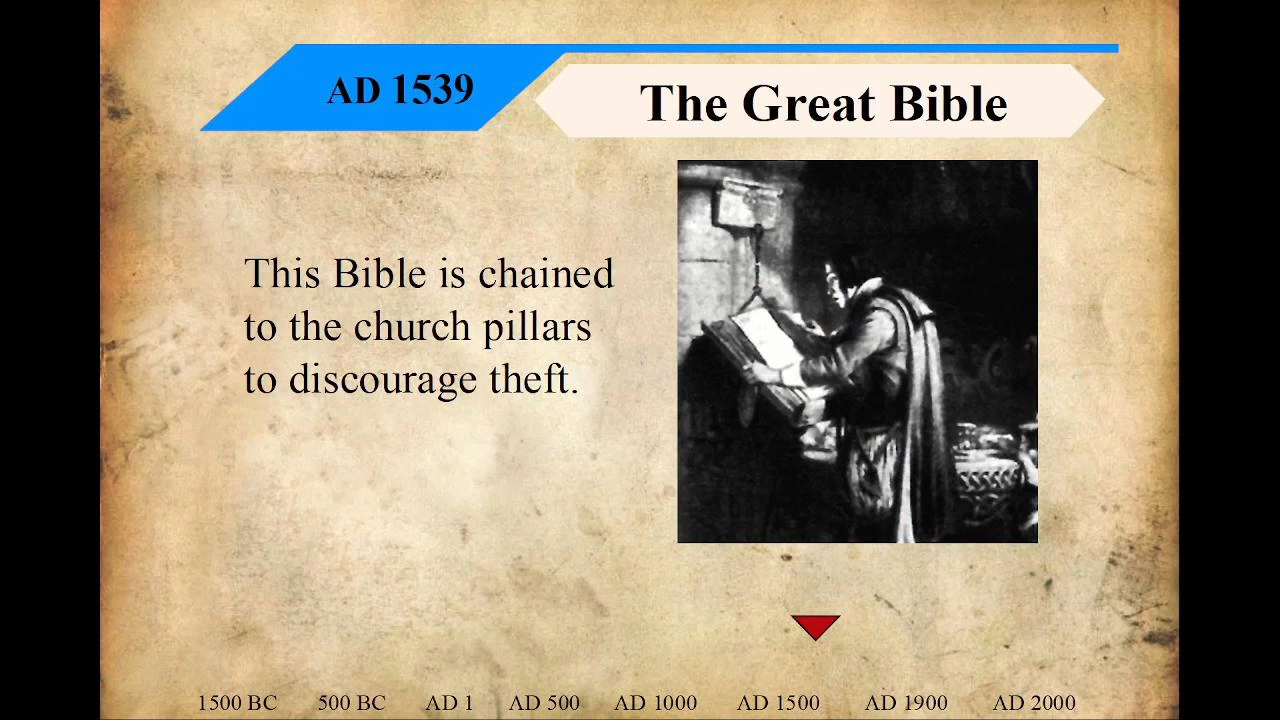 AD 1539
The Great Bible
This Bible is chained
to the church pillars
to discourage theft.
1500 BC 500 BC AD 1 AD 500 AD 1000 AD 1500 AD 1900 AD 2000